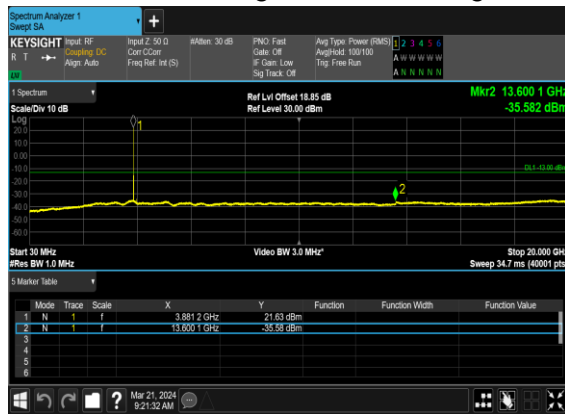 Spectrum Analyzer 1
Swept SA
+
KEYSIGHT Input: RF Input Z: 50 Ω #Atten: 30 dB PNO: Fast Avg Type: Power (RMS) 1 2 3 4 5 6
R T Coupling: DC Corr CCorr Gate: Off Avg|Hold: 100/100 A W W W W W
Align: Auto Freq Ref: Int (S) IF Gain: Low Trig: Free Run
Sig Track: Off A N N N N N
1 Spectrum Ref Lvl Offset 18.85 dB Mkr2 13.600 1 GHz
Scale/Div 10 dB Ref Level 30.00 dBm -35.582 dBm
Log
20.0
10.0
0.00
-10.0
-20.0
-30.0
-40.0
-50.0
-60.0
1
DL1 -13.00 dBm
2
Start 30 MHz Video BW 3.0 MHz* Stop 20.000 GHz
#Res BW 1.0 MHz Sweep 34.7 ms (40001 pts)
5 Marker Table
Mode Trace Scale X Y Function Function Width Function Value
1 N 1 f 3.881 2 GHz 21.63 dBm
2 N 1 f 13.600 1 GHz -35.58 dBm
3
4
5
6
? Mar 21, 2024
9:21:32 AM